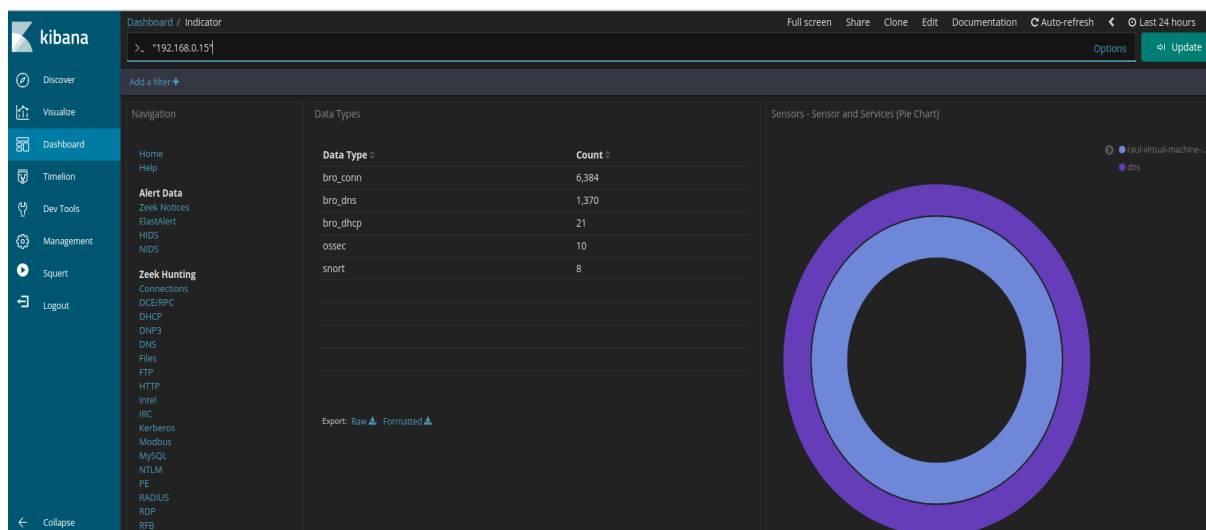 kibana
Discover
Visualize
Dashboard
Timelion
Dev Tools
Management
Squert
Logout
Collapse
Dashboard / Indicator
Full screen Share Clone Edit Documentation Auto-refresh Last 24 hours
>_ "192.168.0.15"
Options
Update
Add a filter +
Navigation
Home
Help
Alert Data
Zeek Notices
ElastAlert
HIDS
NIDS
Zeek Hunting
Connections
DCE/RPC
DHCP
DNP3
DNS
Files
FTP
HTTP
Intel
IRC
Kerberos
Modbus
MySQL
NTLM
PE
RADIUS
RDP
RFB
Data Types
Data Type Count
bro_conn 6,384
bro_dns 1,370
bro_dhcp 21
ossec 10
snort 8
Export: Raw Formatted
Sensors - Sensor and Services (Pie Chart)
raul-virtual-machine-...
dns